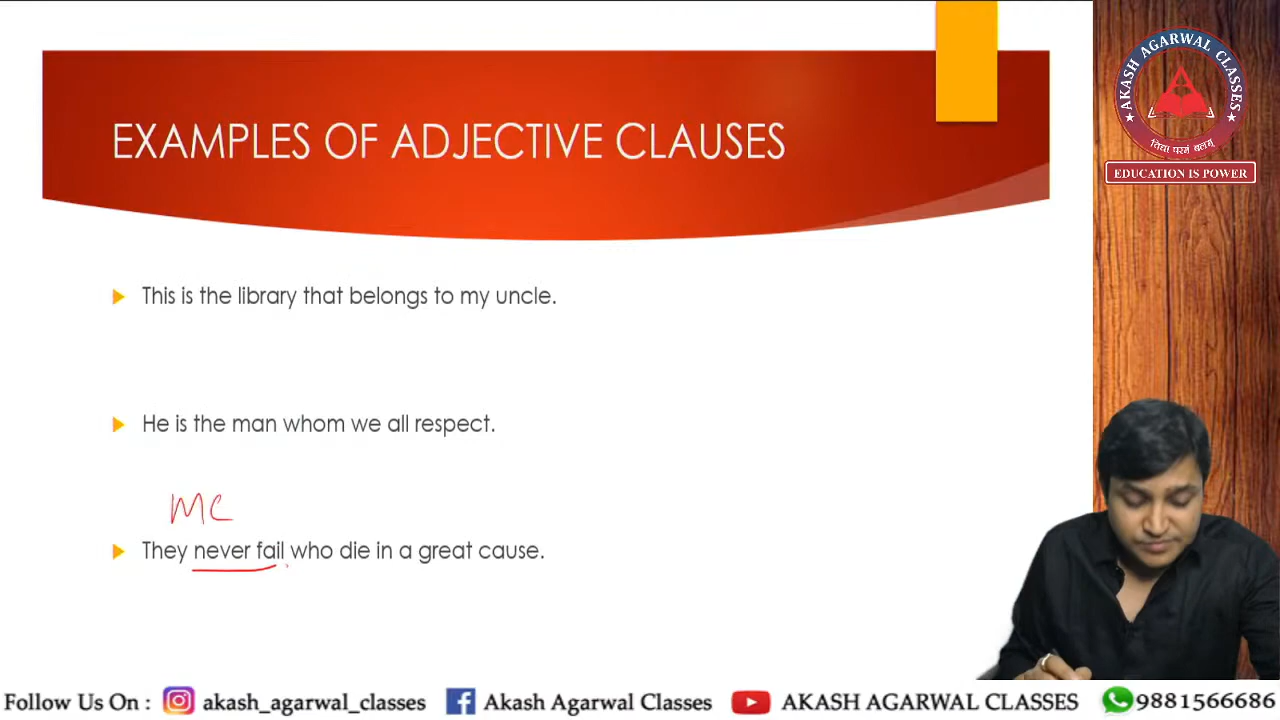 EXAMPLES OF ADJECTIVE CLAUSES
AKASH AGARWAL CLASSES
विद्या परमं बलम्
EDUCATION IS POWER
This is the library that belongs to my uncle.
He is the man whom we all respect.
MC
They never fail who die in a great cause.
Follow Us On : akash_agarwal_classes Akash Agarwal Classes AKASH AGARWAL CLASSES 9881566686